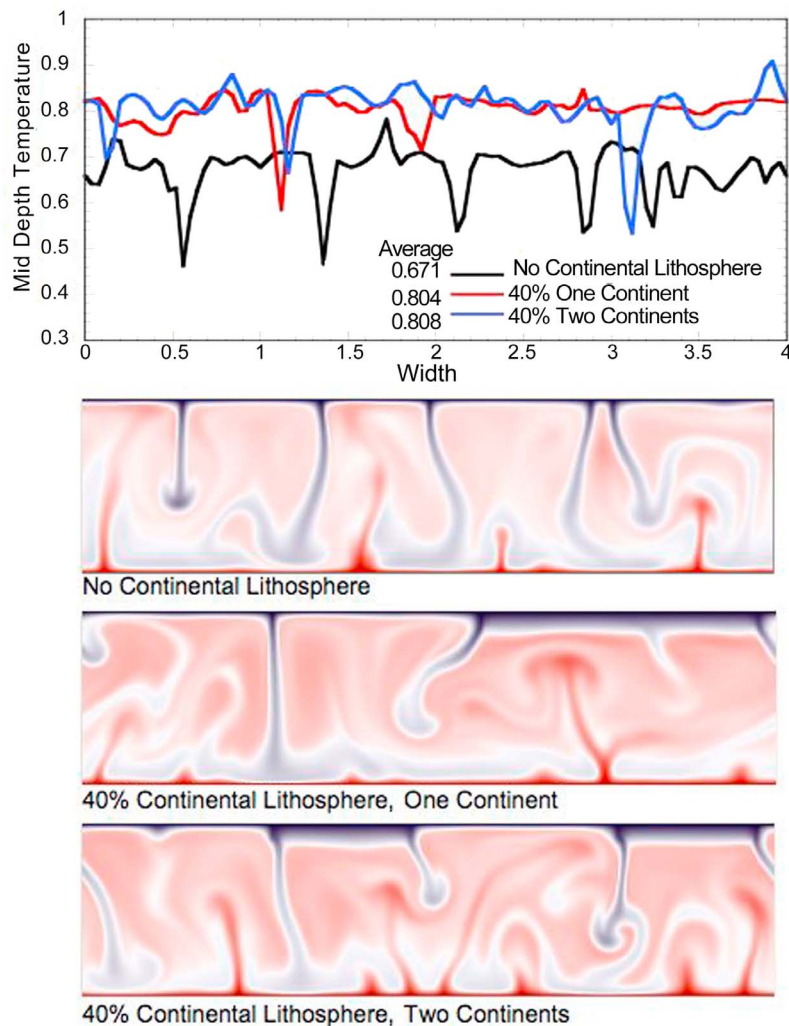 1
0.9
0.8
0.7
0.6
0.5
0.4
0.3
Mid Depth Temperature
Average
0.671 No Continental Lithosphere
0.804 40% One Continent
0.808 40% Two Continents
0 0.5 1 1.5 2 2.5 3 3.5 4
Width
No Continental Lithosphere
40% Continental Lithosphere, One Continent
40% Continental Lithosphere, Two Continents